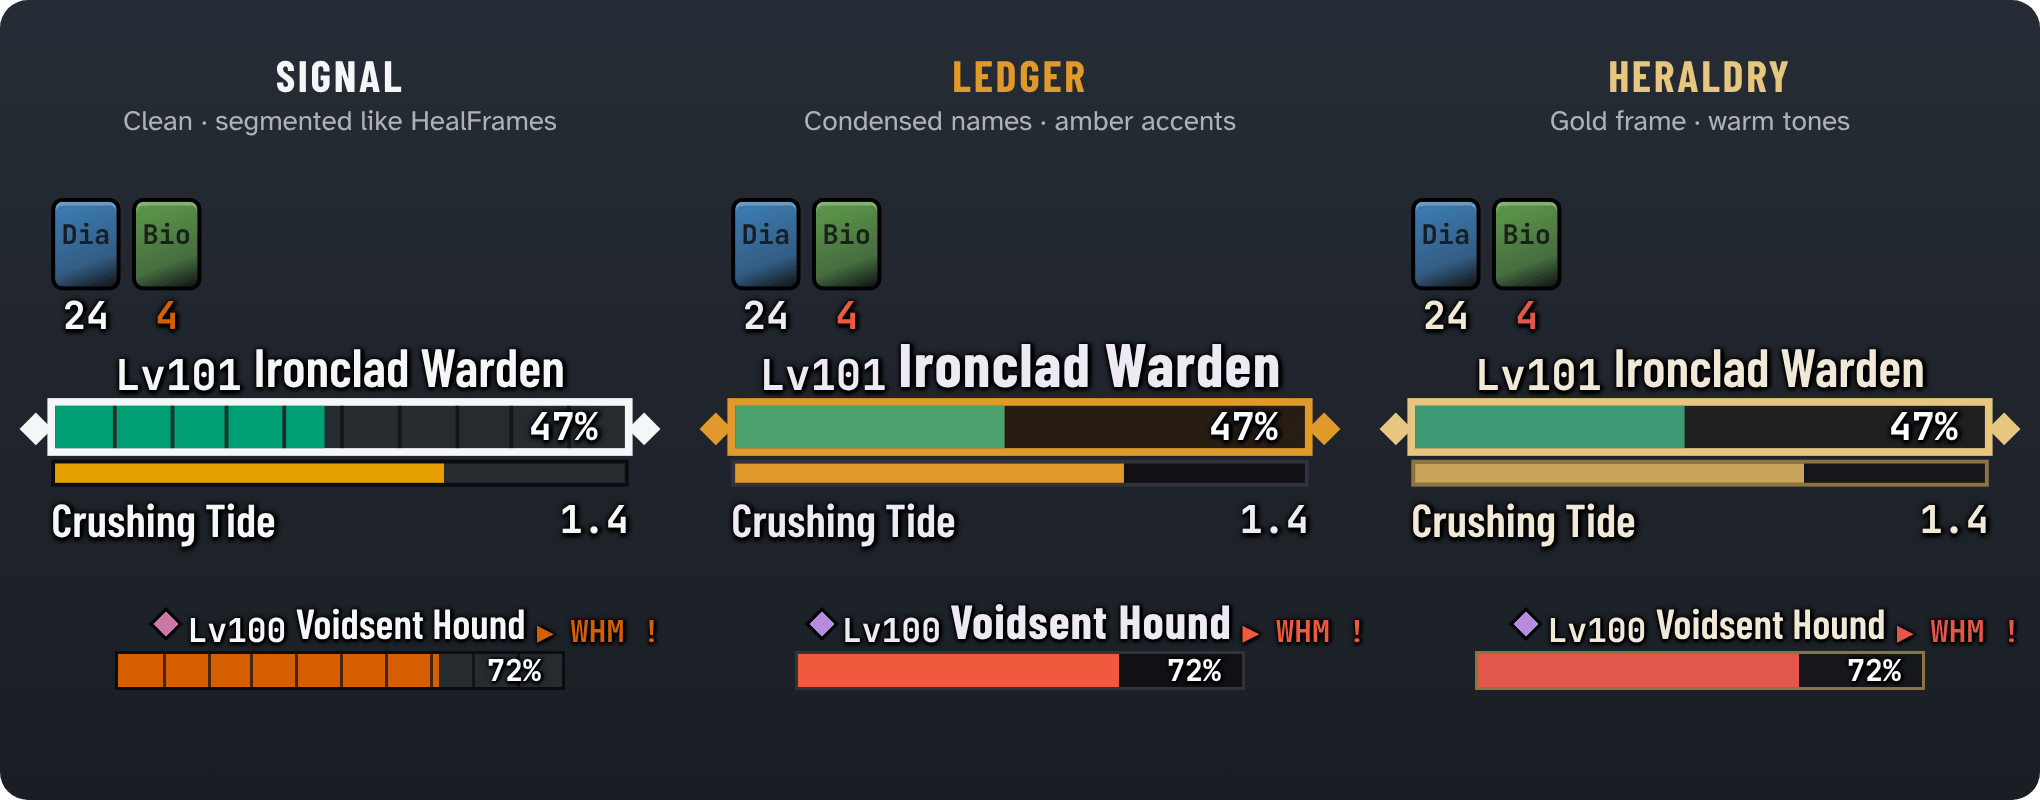 SIGNAL
Clean · segmented like HealFrames
Dia Bio
24 4
Lv101 Ironclad Warden
47%
Crushing Tide 1.4
Lv100 Voidsent Hound ▶ WHM !
72%
LEDGER
Condensed names · amber accents
Dia Bio
24 4
Lv101 Ironclad Warden
47%
Crushing Tide 1.4
Lv100 Voidsent Hound ▶ WHM !
72%
HERALDRY
Gold frame · warm tones
Dia Bio
24 4
Lv101 Ironclad Warden
47%
Crushing Tide 1.4
Lv100 Voidsent Hound ▶ WHM !
72%